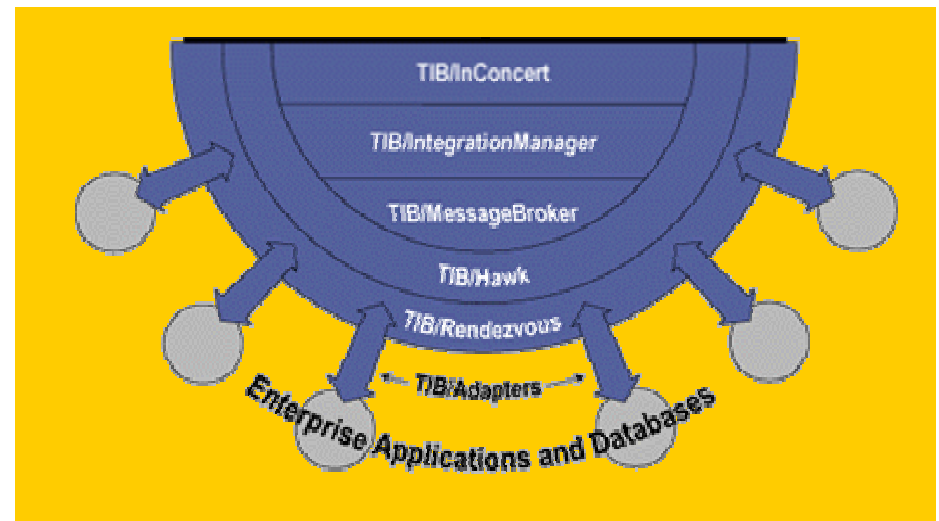 TIB/InConcert
TIB/IntegrationManager
TIB/MessageBroker
TIB/Hawk
TIB/Rendezvous
TIB/Adapters
Enterprise Applications and Databases